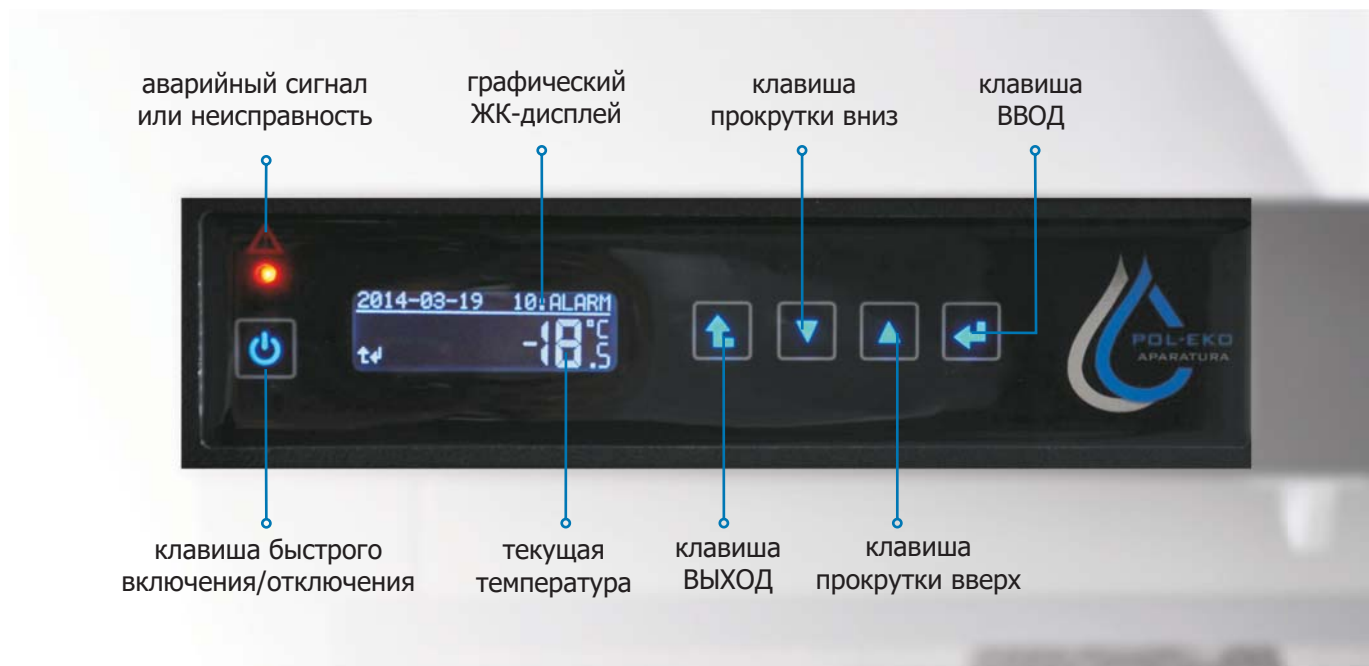 аварийный сигнал
или неисправность
графический
ЖК-дисплей
клавиша
прокрутки вниз
клавиша
ВВОД
2014-03-19 10:ALARM
-18.5
°C
POL-EKO
APARATURA
клавиша быстрого
включения/отключения
текущая
температура
клавиша
ВЫХОД
клавиша
прокрутки вверх